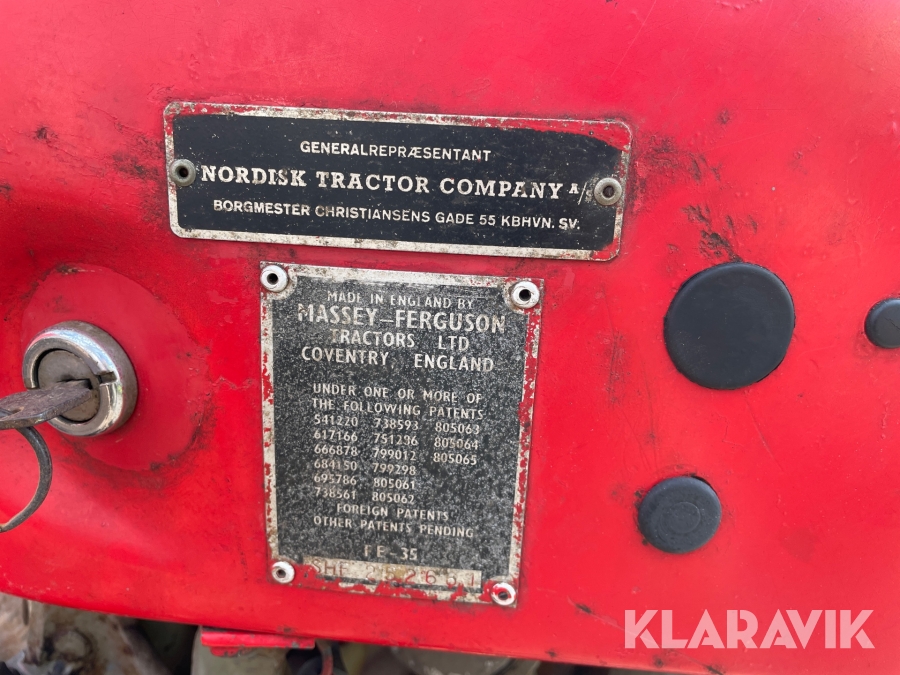 GENERALREPRÆSENTANT
NORDISK TRACTOR COMPANY A/
BORGMESTER CHRISTIANSENS GADE 55 KBHVN. SV.
MADE IN ENGLAND BY
MASSEY-FERGUSON
TRACTORS LTD
COVENTRY, ENGLAND
UNDER ONE OR MORE OF
THE FOLLOWING PATENTS
541220 738593 805063
617166 751236 805064
666878 799012 805065
684150 799298
695786 805061
738561 805062
FOREIGN PATENTS
OTHER PATENTS PENDING
FE-35
KLARAVIK